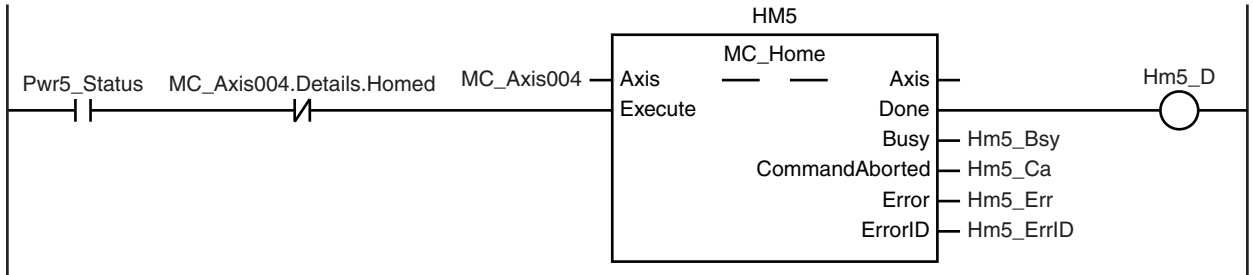 HM5
MC_Home
Pwr5_Status MC_Axis004.Details.Homed MC_Axis004 Axis Axis Hm5_D
Execute Done
Busy Hm5_Bsy
CommandAborted Hm5_Ca
Error Hm5_Err
ErrorID Hm5_ErrID